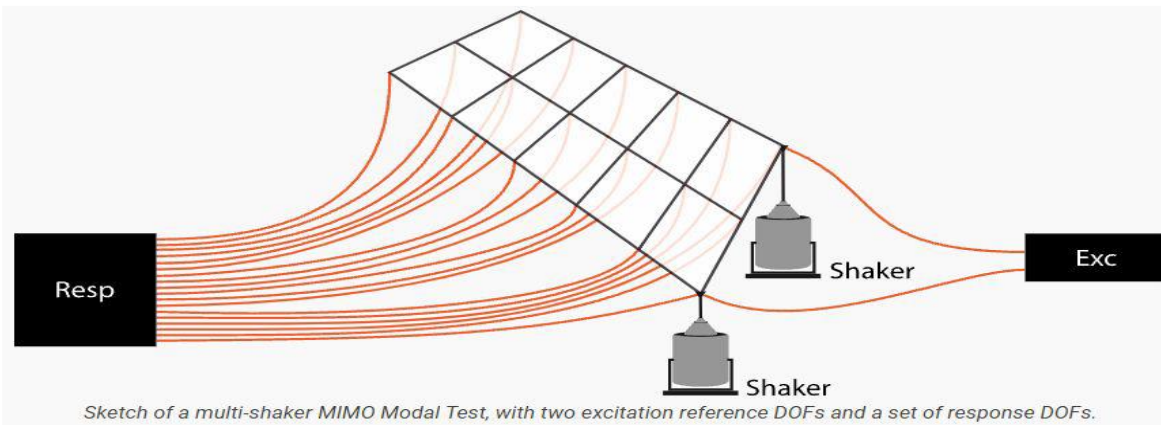 Resp
Shaker
Exc
Shaker
Sketch of a multi-shaker MIMO Modal Test, with two excitation reference DOFs and a set of response DOFs.